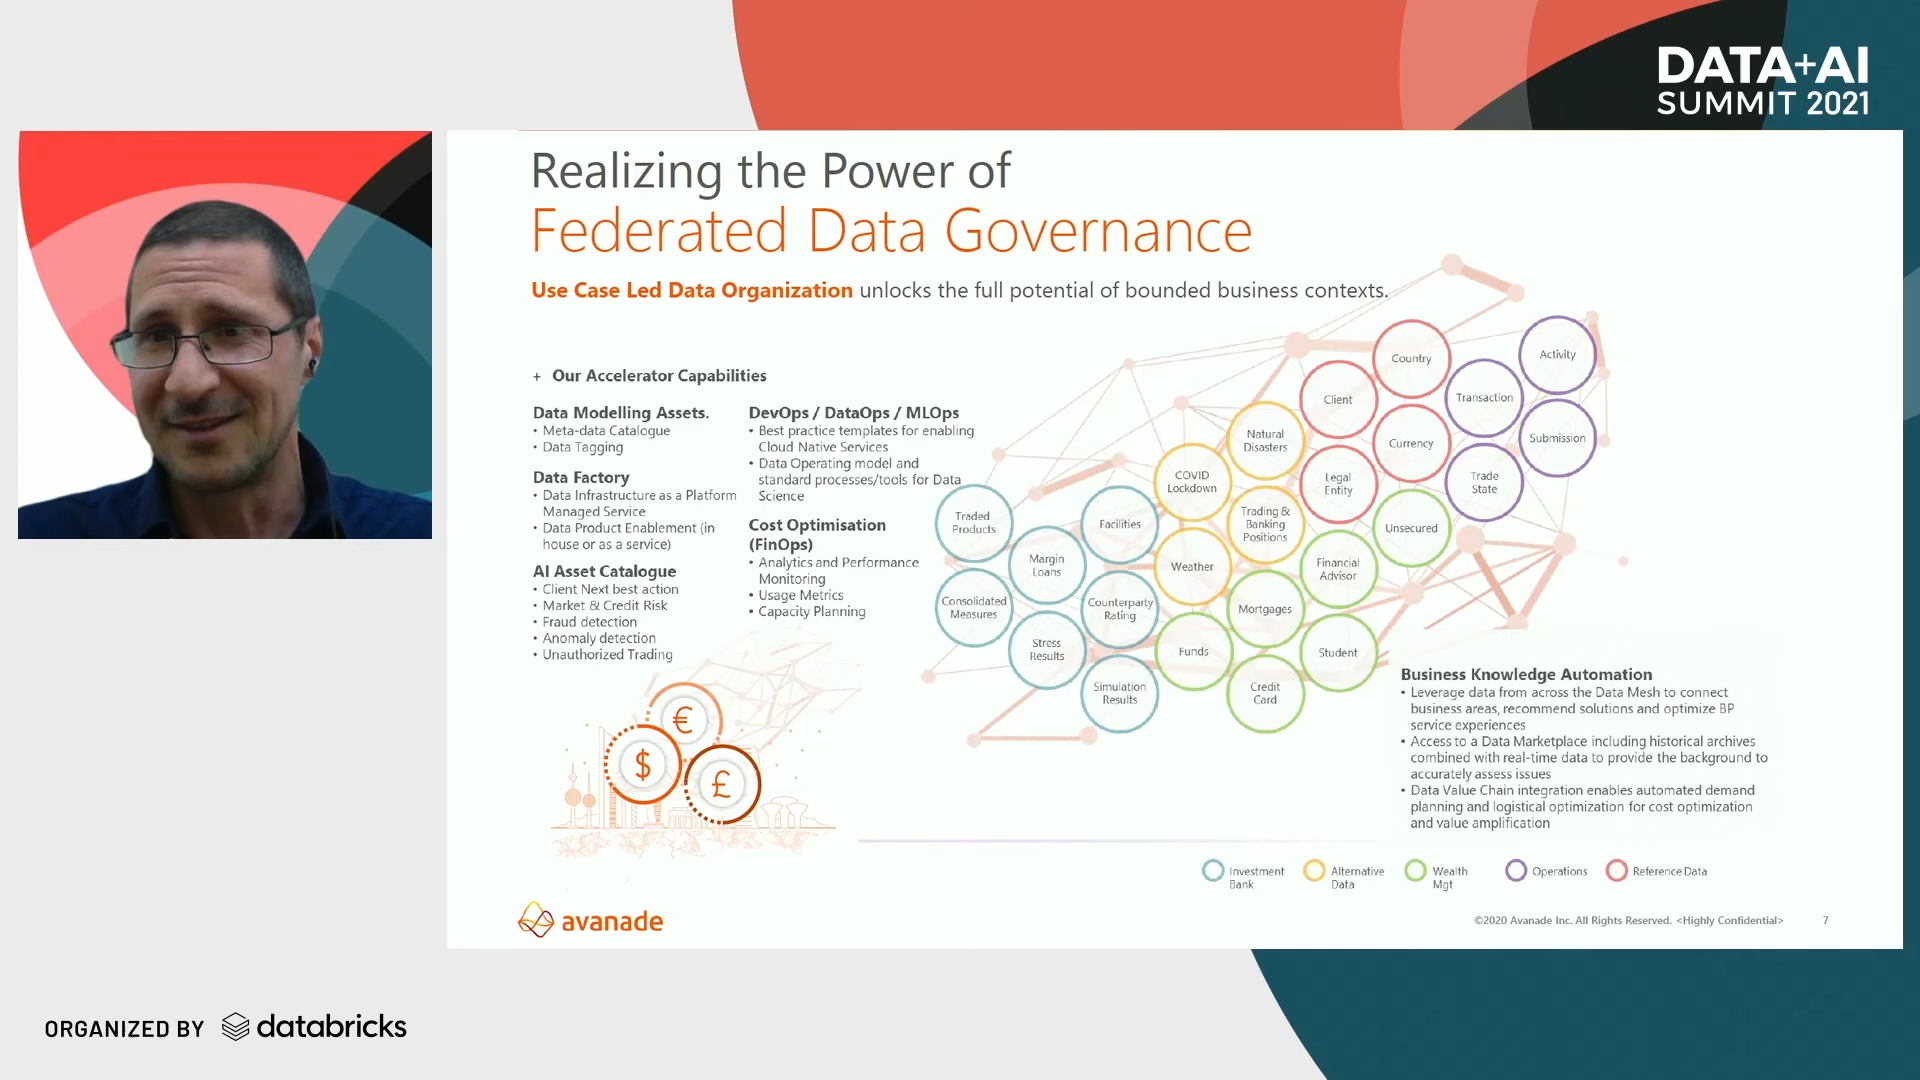 DATA+AI
SUMMIT 2021
Realizing the Power of
Federated Data Governance
Use Case Led Data Organization unlocks the full potential of bounded business contexts.
+ Our Accelerator Capabilities
Data Modelling Assets.
• Meta-data Catalogue
• Data Tagging
Data Factory
• Data Infrastructure as a Platform
Managed Service
• Data Product Enablement (in
house or as a service)
AI Asset Catalogue
• Client Next best action
• Market & Credit Risk
• Fraud detection
• Anomaly detection
• Unauthorized Trading
DevOps / DataOps / MLOps
• Best practice templates for enabling
Cloud Native Services
• Data Operating model and
standard processes/tools for Data
Science
Cost Optimisation
(FinOps)
• Analytics and Performance
Monitoring
• Usage Metrics
• Capacity Planning
€
$
£
Traded
Products
Consolidated
Measures
Margin
Loans
Stress
Results
Facilities
Counterparty
Rating
Simulation
Results
COVID
Lockdown
Weather
Funds
Natural
Disasters
Trading &
Banking
Positions
Mortgages
Credit
Card
Client
Legal
Entity
Financial
Advisor
Student
Country
Currency
Unsecured
Transaction
Trade
State
Activity
Submission
Business Knowledge Automation
• Leverage data from across the Data Mesh to connect
business areas, recommend solutions and optimize BP
service experiences
• Access to a Data Marketplace including historical archives
combined with real-time data to provide the background to
accurately assess issues
• Data Value Chain integration enables automated demand
planning and logistical optimization for cost optimization
and value amplification
Investment
Bank
Alternative
Data
Wealth
Mgt
Operations
Reference Data
avanade
©2020 Avanade Inc. All Rights Reserved. <Highly Confidential>
7
ORGANIZED BY databricks